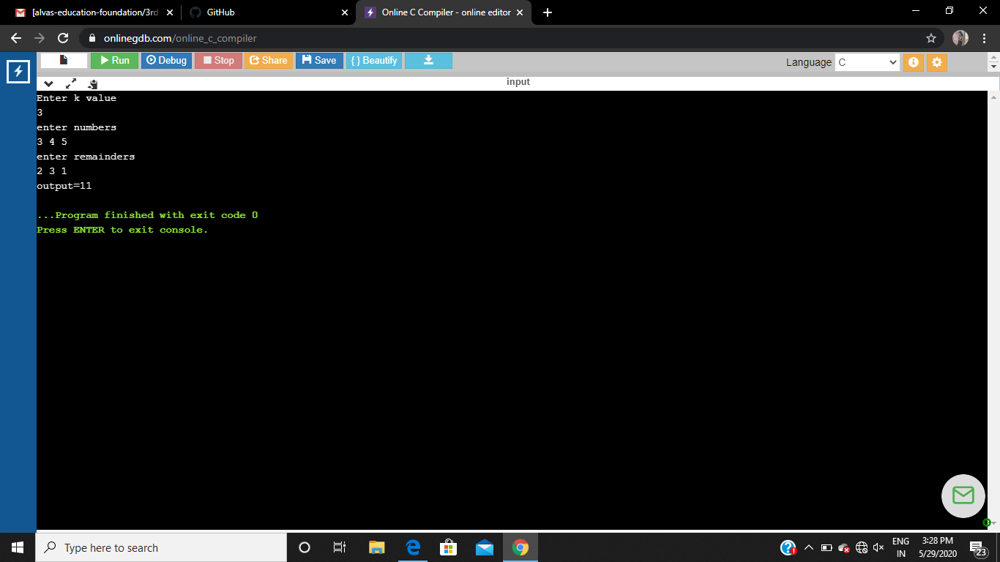 [alvas-education-foundation/3rd
GitHub
Online C Compiler - online editor
onlinegdb.com/online_c_compiler
Run Debug Stop Share Save { } Beautify
Language C
input
Enter k value
3
enter numbers
3 4 5
enter remainders
2 3 1
output=11
...Program finished with exit code 0
Press ENTER to exit console.
Type here to search
ENG
IN
3:28 PM
5/29/2020
23